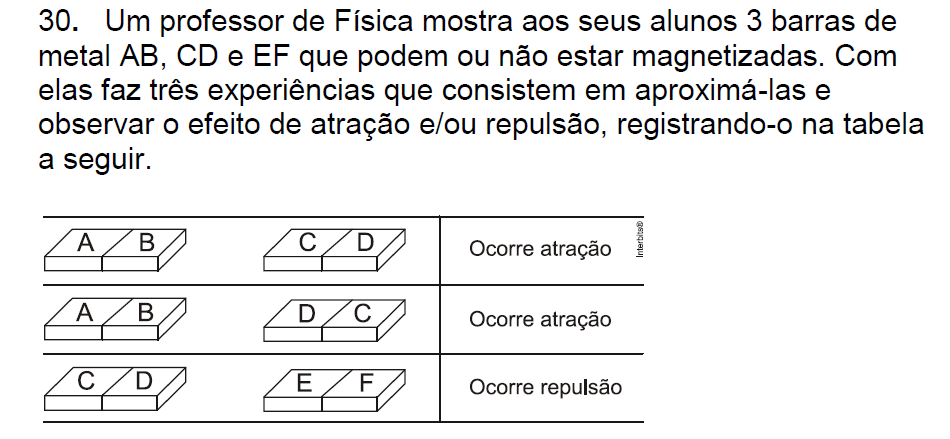 30. Um professor de Física mostra aos seus alunos 3 barras de
metal AB, CD e EF que podem ou não estar magnetizadas. Com
elas faz três experiências que consistem em aproximá-las e
observar o efeito de atração e/ou repulsão, registrando-o na tabela
a seguir.
A B C D Ocorre atração
Interbits®
A B D C Ocorre atração
C D E F Ocorre repulsão